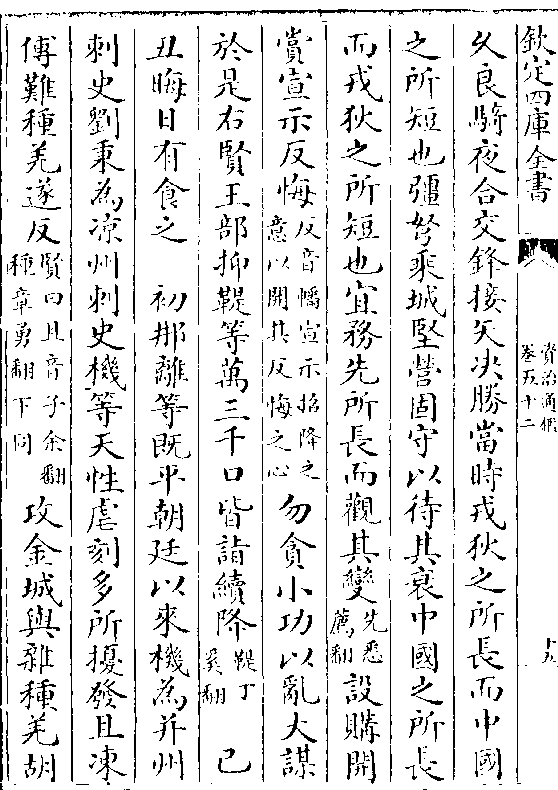 欽定四庫全書
資治通鑑
卷五十二
十五
久良騎夜合交鋒接矢決勝當時戎狄之所長而中國
之所短也彊弩乘城堅營固守以待其衰中國之所長
而戎狄之所短也宜務先所長而觀其變先悉薦翻設購開
賞宣示反悔反音幡宣示招降之意以開其反悔之心勿貪小功以亂大謀
於是右賢王部抑鞮等萬三千口皆詣續降鞮丁奚翻已
丑晦日有食之 初那離等既平朝廷以來機為并州
刺史劉秉為凉州刺史機等天性虐刻多所擾發且凍
傅難種羌遂反賢曰且音子余翻種章勇翻下同攻金城與雜種羌胡